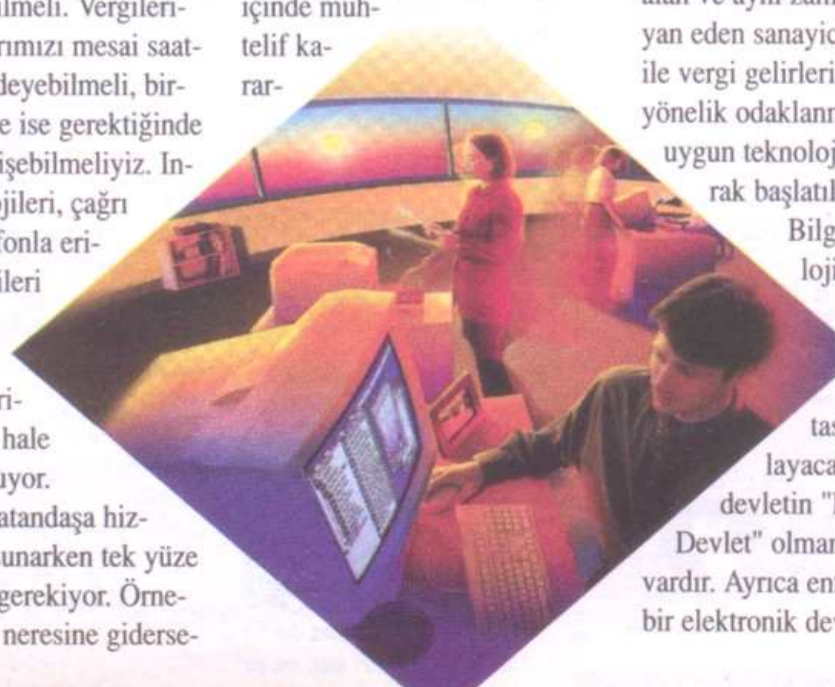 ilmeli. Vergileri-
rımızı mesai saat-
deyebilmeli, bir-
e ise gerektiğinde
işebilmeliyiz. In-
jileri, çağrı
fonla eri-
ileri
ri-
hale
uyor.
atandaşa hiz-
unarken tek yüze
gerekiyor. Örne-
neresine giderse-
içinde muh-
telif ka-
rar-
alan ve aynı zam
yan eden sanayic
ile vergi gelirleri
yönelik odaklanm
uygun teknoloj
rak başlatıl
Bilg
loji
tas
layaca
devletin "
Devlet" olmar
vardır. Ayrıca en
bir elektronik dev